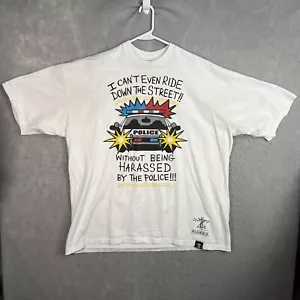 I CAN'T EVEN RIDE
DOWN THE STREET!!
POLICE
WITHOUT BEING
HARASSED
BY THE POLICE!!!